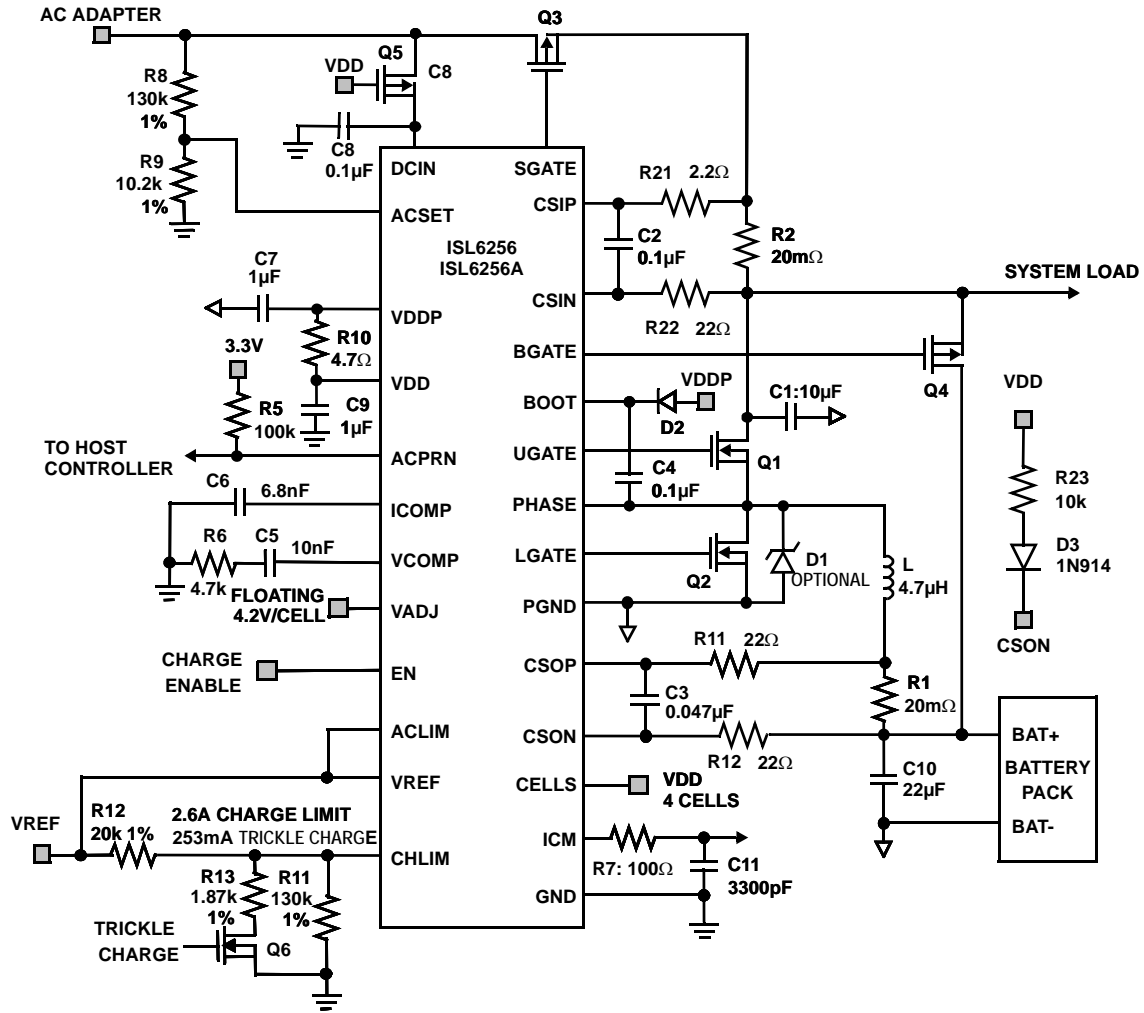 AC ADAPTER
Q3
Q5
VDD
C8
R8
130k
1%
C8
0.1µF
R9
10.2k
1%
DCIN
SGATE
R21 2.2Ω
CSIP
ACSET
ISL6256
ISL6256A
C2
0.1µF
R2
20mΩ
C7
1µF
SYSTEM LOAD
CSIN
VDDP
R22 22Ω
R10
4.7Ω
3.3V
BGATE
Q4
VDD
VDDP
C1:10µF
VDD
BOOT
D2
R5
100k
C9
1µF
TO HOST
CONTROLLER
ACPRN
UGATE
Q1
C4
0.1µF
R23
10k
C6
6.8nF
ICOMP
PHASE
R6
4.7k
C5
10nF
VCOMP
LGATE
Q2
D1
OPTIONAL
L
4.7µH
D3
1N914
FLOATING
4.2V/CELL
VADJ
PGND
CSON
R11 22Ω
CHARGE
ENABLE
EN
CSOP
C3
0.047µF
R1
20mΩ
ACLIM
CSON
R12 22Ω
BAT+
BATTERY
PACK
BAT-
VREF
CELLS
VDD
4 CELLS
C10
22µF
VREF
R12
20k 1%
2.6A CHARGE LIMIT
253mA TRICKLE CHARGE
CHLIM
ICM
R7: 100Ω
C11
3300pF
GND
R13
1.87k
1%
R11
130k
1%
TRICKLE
CHARGE
Q6